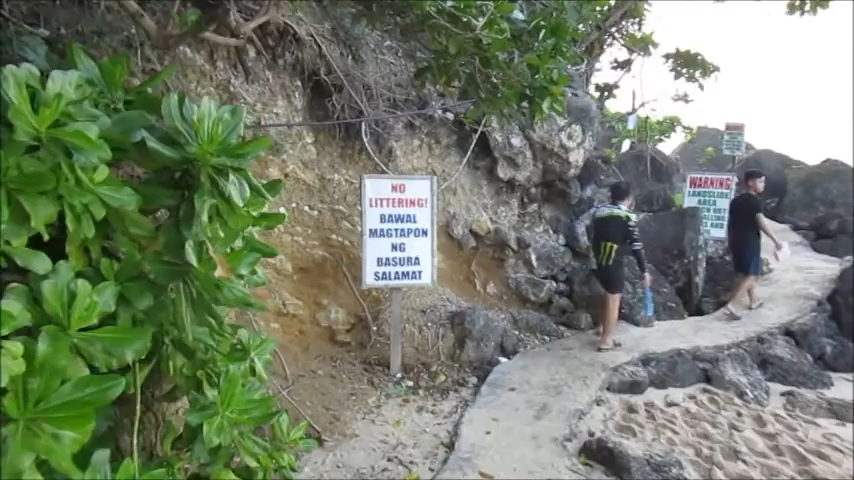 NO
LITTERING!
BAWAL
MAGTAPON
NG
BASURA
SALAMAT
WARNING
LANDSLIDE
AREA